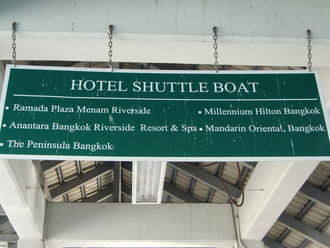 HOTEL SHUTTLE BOAT
• Ramada Plaza Menam Riverside
• Anantara Bangkok Riverside Resort & Spa
• The Peninsula Bangkok
• Millennium Hilton Bangkok
• Mandarin Oriental, Bangkok